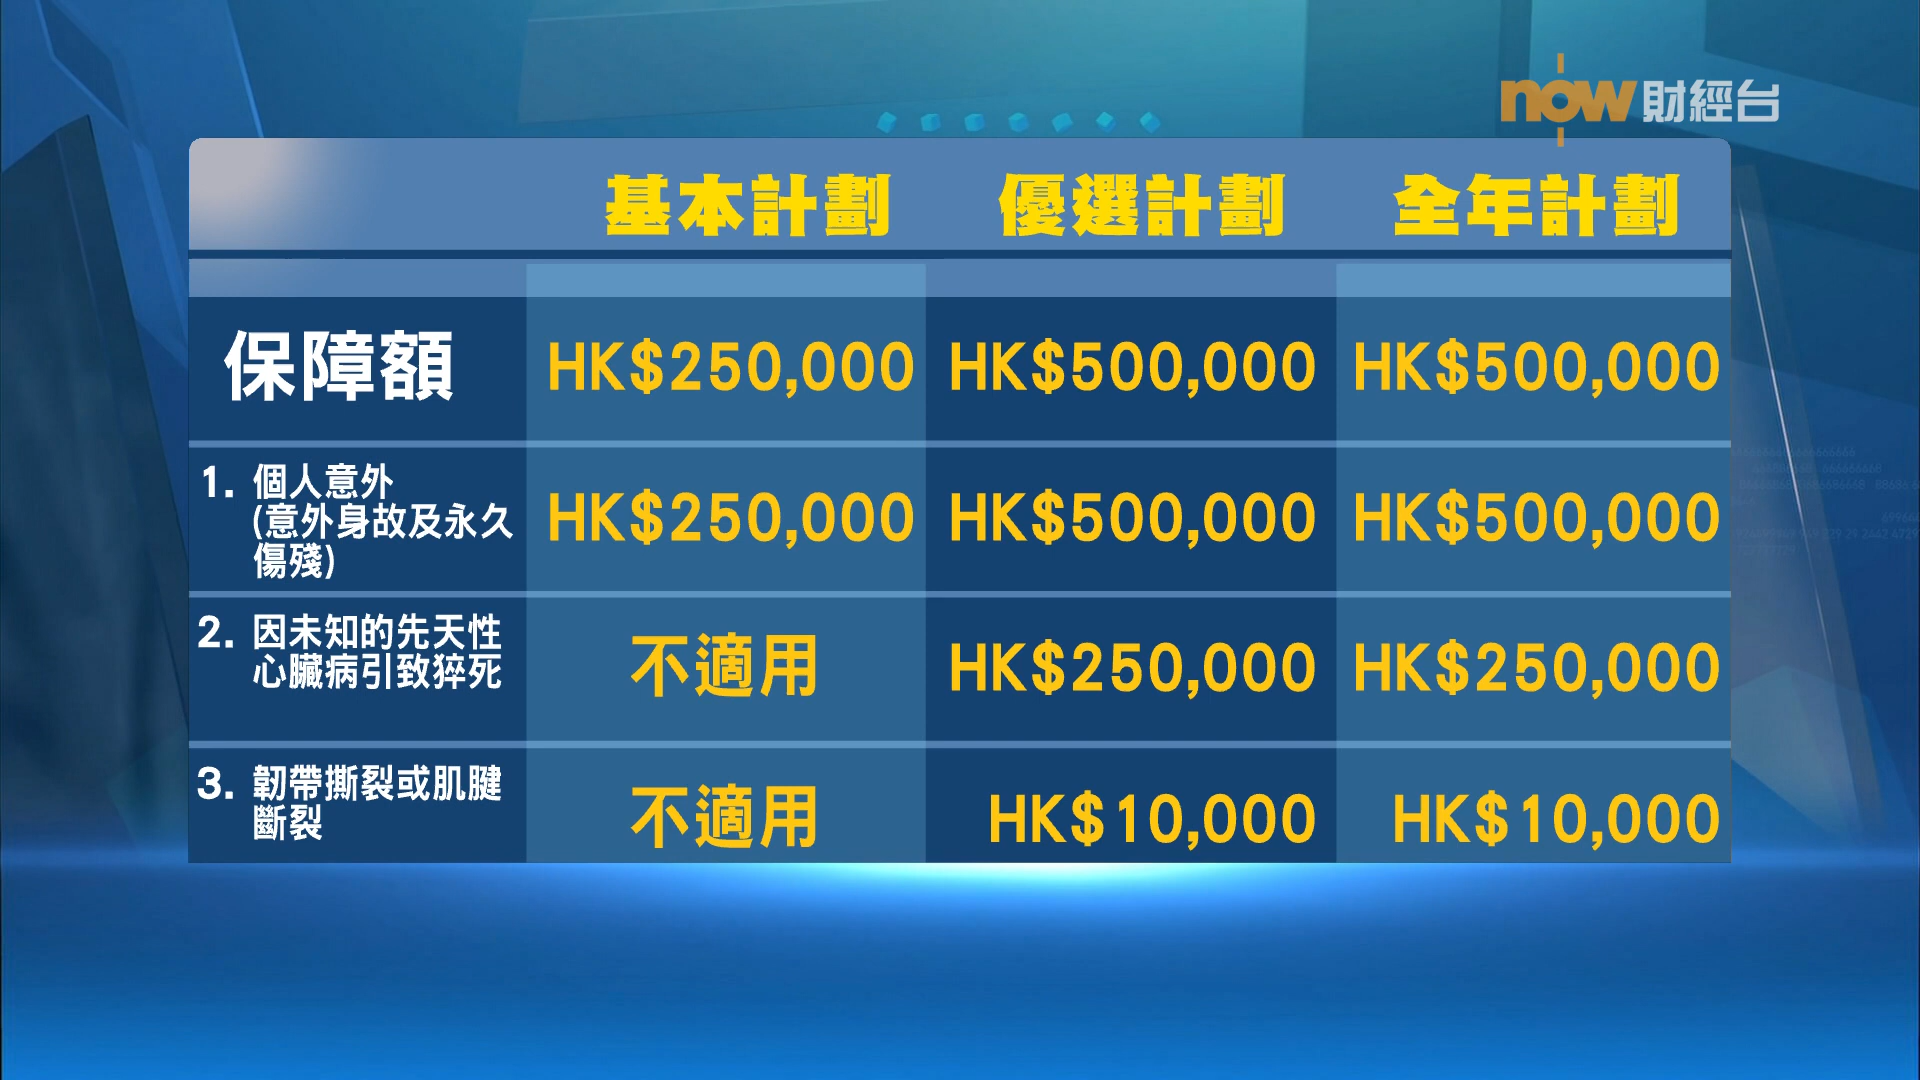 now 財經台
基本計劃 優選計劃 全年計劃
保障額 HK$250,000 HK$500,000 HK$500,000
1. 個人意外
(意外身故及永久
傷殘)
HK$250,000 HK$500,000 HK$500,000
2. 因未知的先天性
心臟病引致猝死
不適用 HK$250,000 HK$250,000
3. 韌帶撕裂或肌腱
斷裂
不適用 HK$10,000 HK$10,000